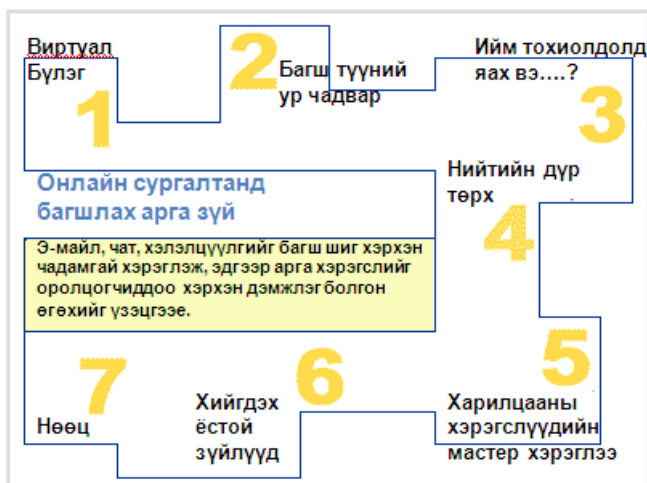 Виртуал
Бүлэг
1
2
Багш түүний
ур чадвар
Ийм тохиолдолд
яах вэ....?
3
Онлайн сургалтанд
багшлах арга зүй
Нийтийн дүр
төрх
4
Э-майл, чат, хэлэлцүүлгийг багш шиг хэрхэн
чадамгай хэрэглэж, эдгээр арга хэрэгслийг
оролцогчиддоо хэрхэн дэмжлэг болгон
өгөхийг үзэцгээе.
5
Харилцааны
хэрэгслүүдийн
мастер хэрэглээ
6
Хийгдэх
ёстой
зүйлүүд
7
Нөөц